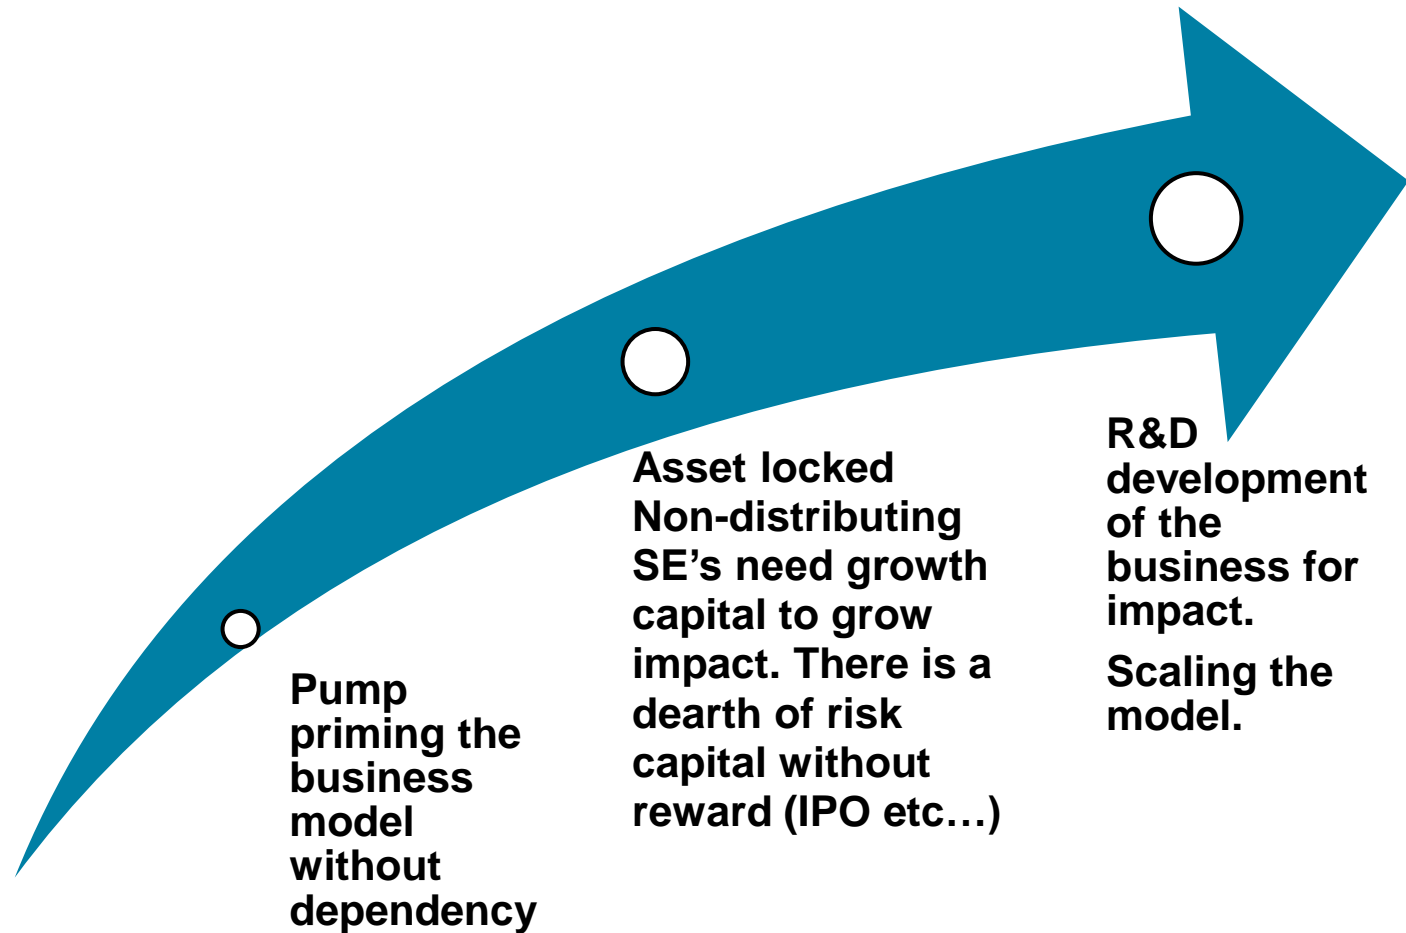 Pump
priming the
business
model
without
dependency
Asset locked
Non-distributing
SE’s need growth
capital to grow
impact. There is a
dearth of risk
capital without
reward (IPO etc…)
R&D
development
of the
business for
impact.
Scaling the
model.